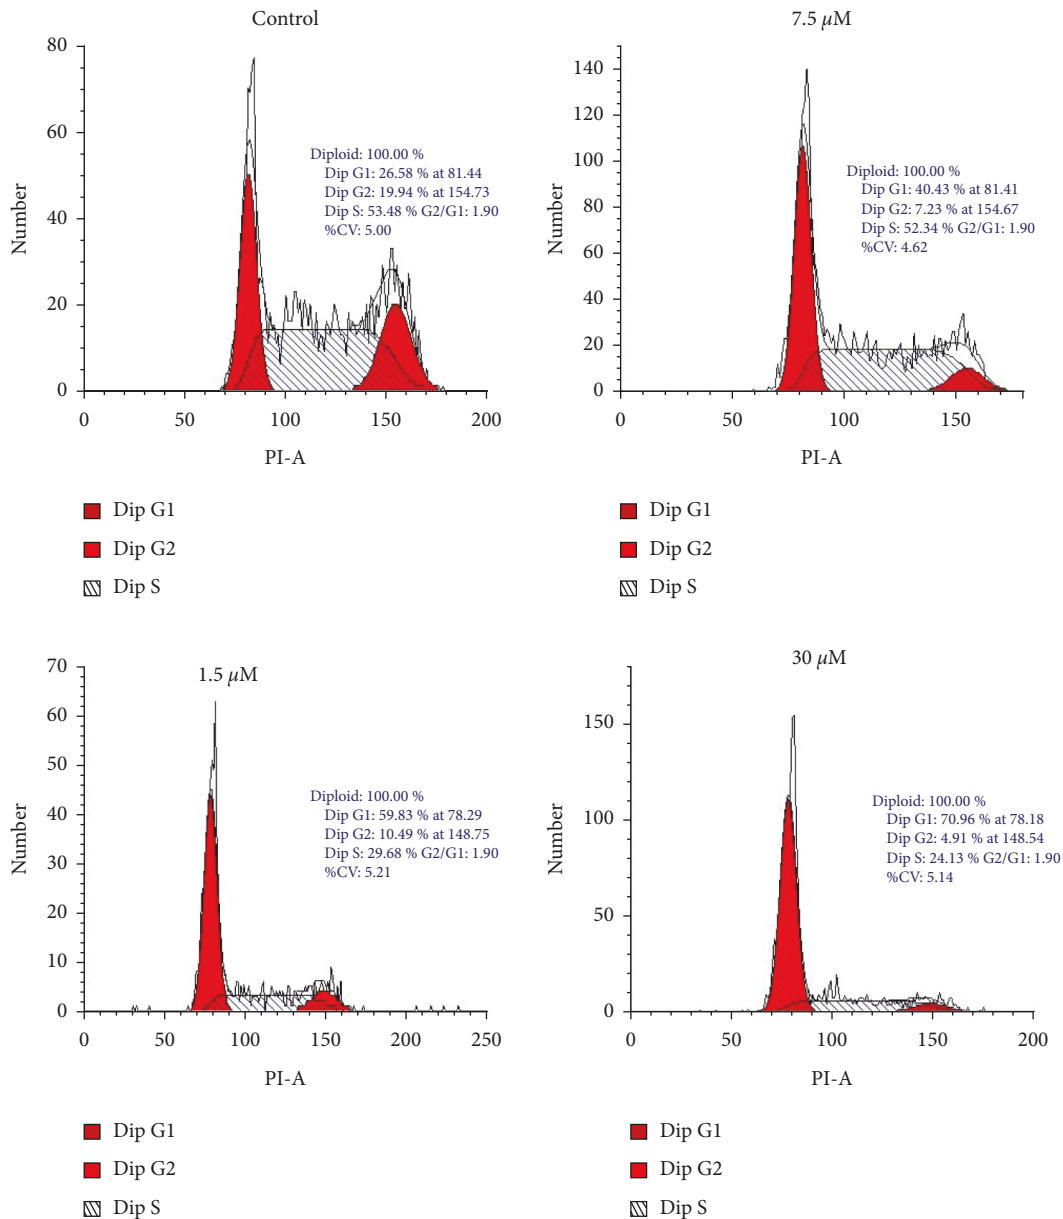 Control
80
60
40
20
0
Number
0 50 100 150 200
PI-A
Diploid: 100.00 %
Dip G1: 26.58 % at 81.44
Dip G2: 19.94 % at 154.73
Dip S: 53.48 % G2/G1: 1.90
%CV: 5.00
Dip G1
Dip G2
Dip S
7.5 µM
140
120
100
80
60
40
20
0
Number
0 50 100 150
PI-A
Diploid: 100.00 %
Dip G1: 40.43 % at 81.41
Dip G2: 7.23 % at 154.67
Dip S: 52.34 % G2/G1: 1.90
%CV: 4.62
Dip G1
Dip G2
Dip S
1.5 µM
70
60
50
40
30
20
10
0
Number
0 50 100 150 200 250
PI-A
Diploid: 100.00 %
Dip G1: 59.83 % at 78.29
Dip G2: 10.49 % at 148.75
Dip S: 29.68 % G2/G1: 1.90
%CV: 5.21
Dip G1
Dip G2
Dip S
30 µM
150
100
50
0
Number
0 50 100 150 200
PI-A
Diploid: 100.00 %
Dip G1: 70.96 % at 78.18
Dip G2: 4.91 % at 148.54
Dip S: 24.13 % G2/G1: 1.90
%CV: 5.14
Dip G1
Dip G2
Dip S